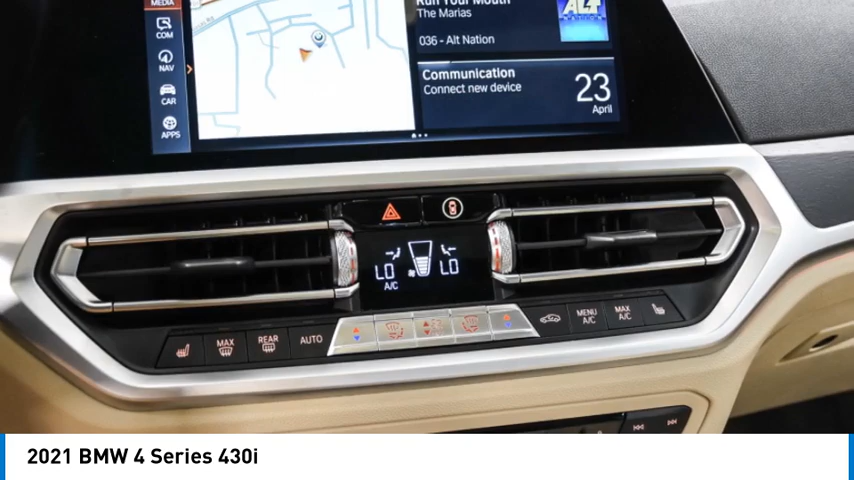 MEDIA
COM
NAV
CAR
APPS
Run Your Mouth
The Marias
036 - Alt Nation
ALT
Communication
Connect new device
23
April
LO
LO
A/C
MAX
REAR
AUTO
MENU
A/C
MAX
A/C
2021 BMW 4 Series 430i